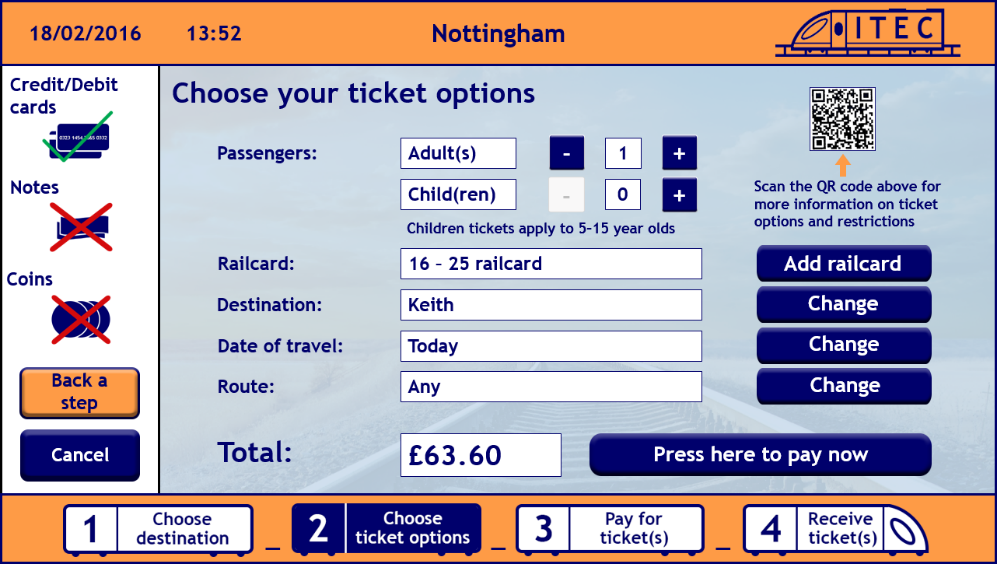 18/02/2016 13:52 Nottingham ITEC
Credit/Debit
cards
Notes
Coins
Back a
step
Cancel
Choose your ticket options
Passengers: Adult(s) - 1 +
Child(ren) - 0 +
Children tickets apply to 5-15 year olds
Scan the QR code above for
more information on ticket
options and restrictions
Railcard: 16 – 25 railcard Add railcard
Destination: Keith Change
Date of travel: Today Change
Route: Any Change
Total: £63.60 Press here to pay now
1 Choose
destination
2 Choose
ticket options
3 Pay for
ticket(s)
4 Receive
ticket(s)